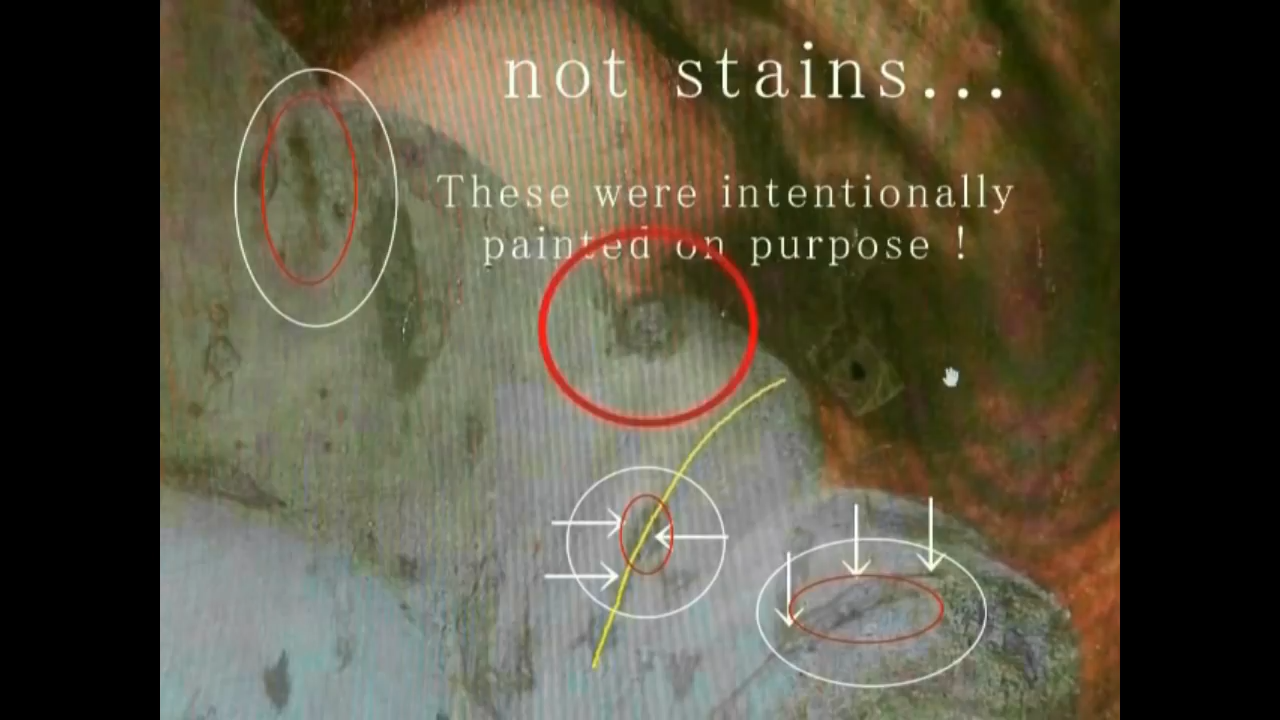 not stains...
These were intentionally
painted on purpose !